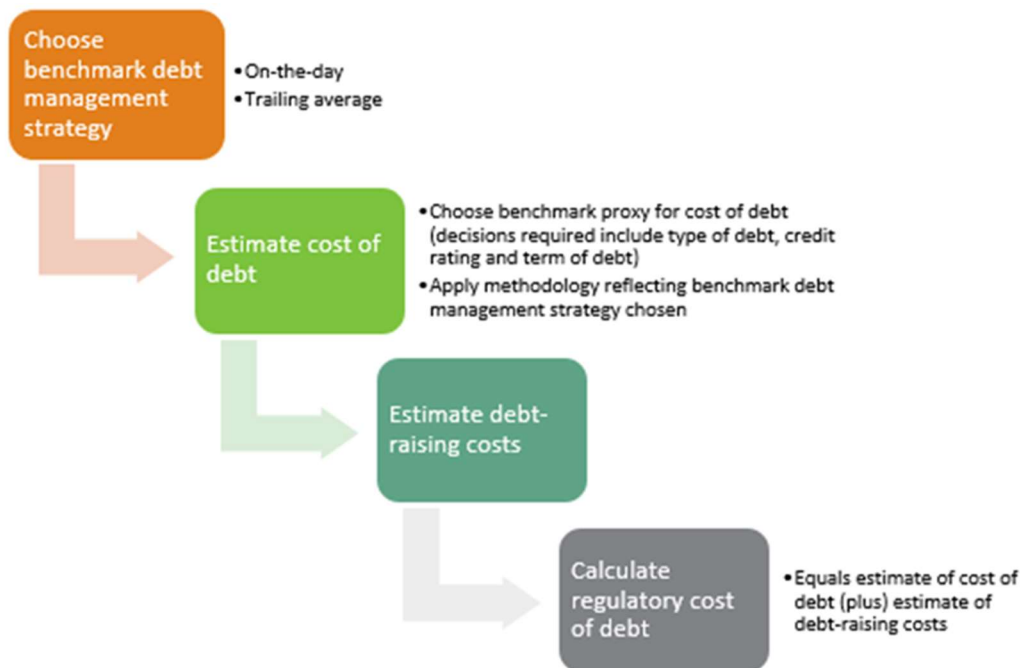 Choose
benchmark debt
management
strategy
•On-the-day
•Trailing average
Estimate cost of
debt
•Choose benchmark proxy for cost of debt
(decisions required include type of debt, credit
rating and term of debt)
•Apply methodology reflecting benchmark debt
management strategy chosen
Estimate debt-
raising costs
Calculate
regulatory cost
of debt
•Equals estimate of cost of
debt (plus) estimate of
debt-raising costs